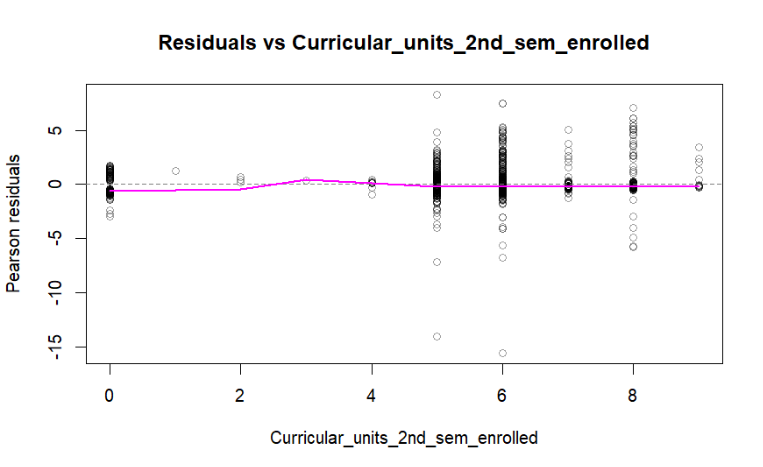 Residuals vs Curricular_units_2nd_sem_enrolled
Pearson residuals
5
0
-5
-10
-15
0 2 4 6 8
Curricular_units_2nd_sem_enrolled